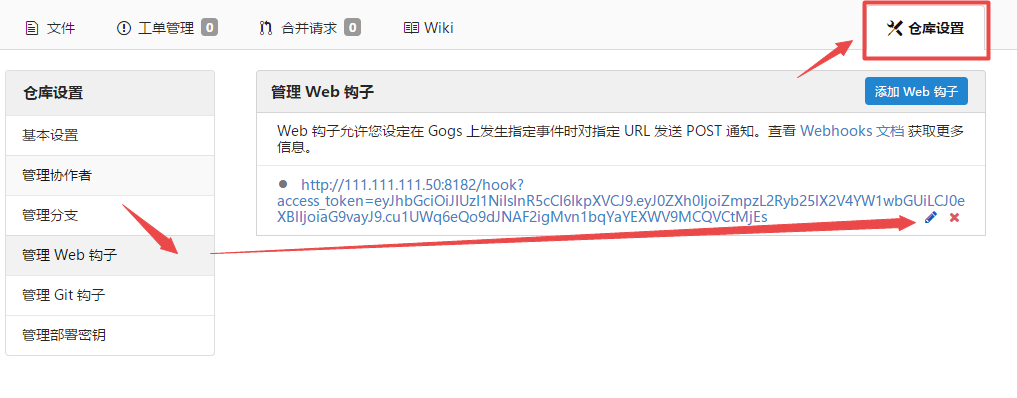 文件 工单管理 0 合并请求 0 Wiki 仓库设置
仓库设置
基本设置
管理协作者
管理分支
管理 Web 钩子
管理 Git 钩子
管理部署密钥
管理 Web 钩子 添加 Web 钩子
Web 钩子允许您设定在 Gogs 上发生指定事件时对指定 URL 发送 POST 通知。查看 Webhooks 文档 获取更多
信息。
http://111.111.111.50:8182/hook?
access_token=eyJhbGciOiJIUzI1NiIsInR5cCI6IkpXVCJ9.eyJ0ZXh0IjoiZmpzL2Ryb25lX2V4YW1wbGUiLCJ0e
XBlIjoiaG9vayJ9.cu1UWq6eQo9dJNAF2igMvn1bqYaYEXWV9MCQVCtMjEs